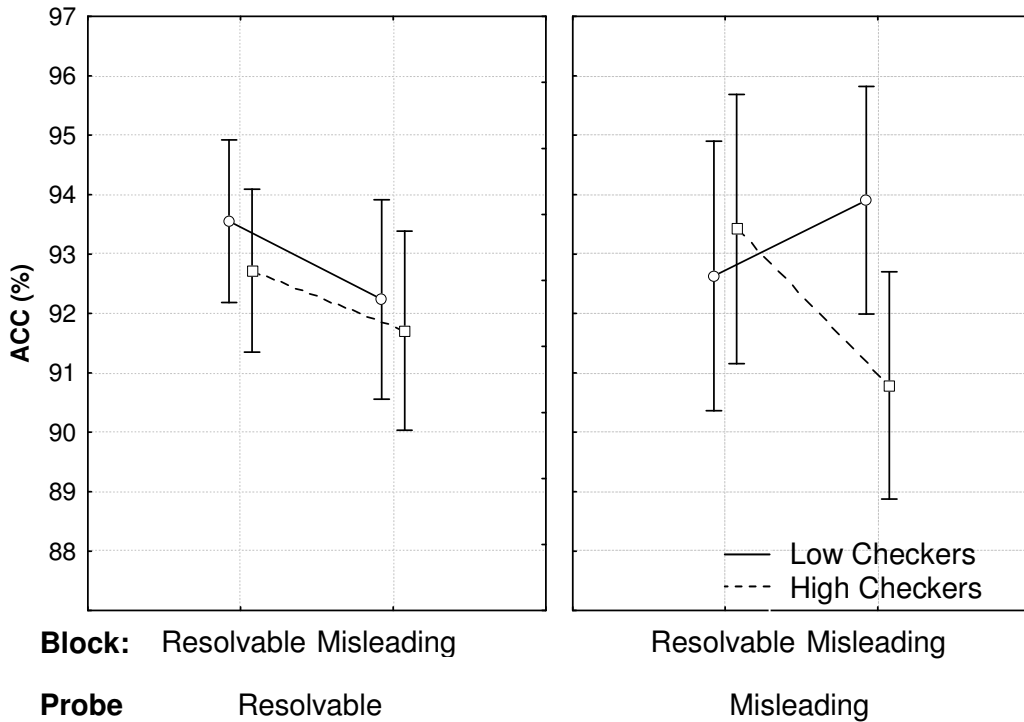 97
96
95
94
93
92
91
90
89
88
ACC (%)
Low Checkers
High Checkers
Block: Resolvable Misleading Resolvable Misleading
Probe Resolvable Misleading